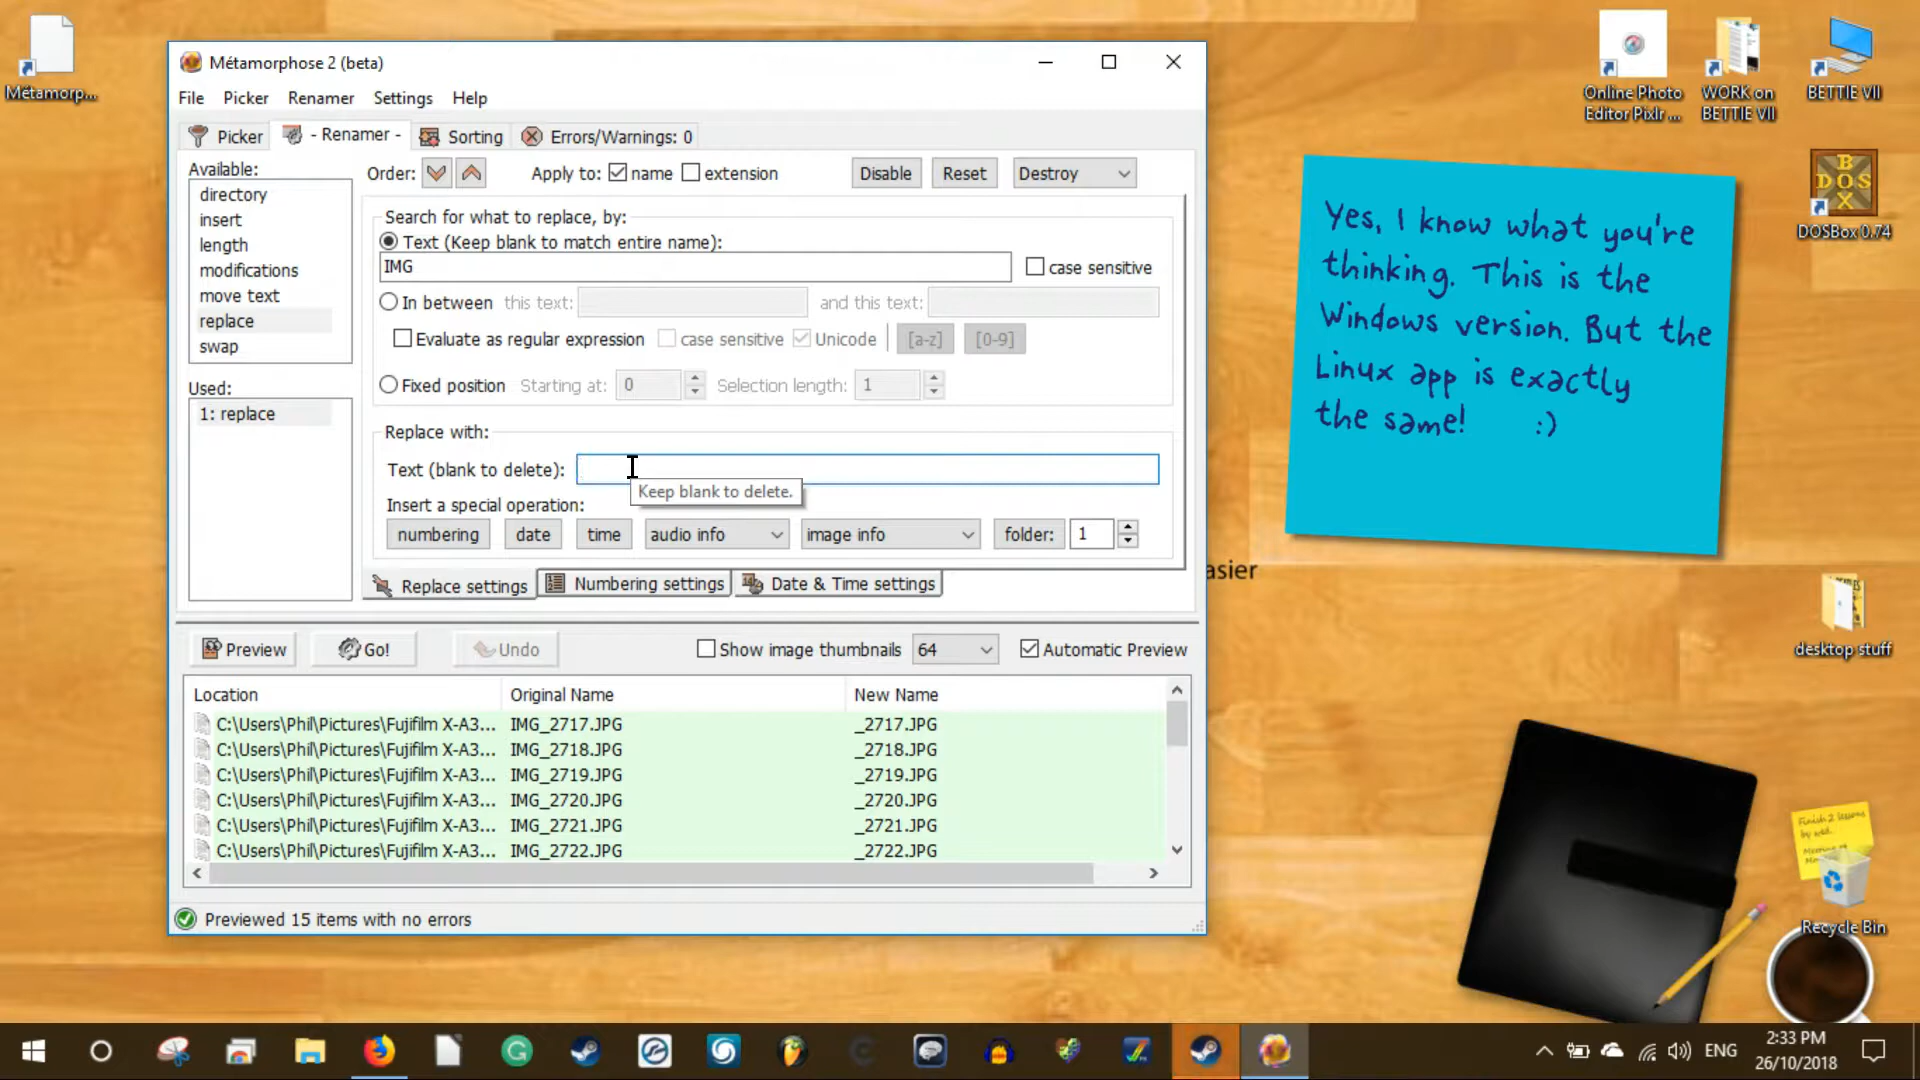 Métamorphose 2 (beta)
File Picker Renamer Settings Help
Picker - Renamer - Sorting Errors/Warnings: 0
Available:
directory
insert
length
modifications
move text
replace
swap
Used:
1: replace
Order: Apply to: name extension Disable Reset Destroy
Search for what to replace, by:
Text (Keep blank to match entire name):
IMG case sensitive
In between this text: and this text:
Evaluate as regular expression case sensitive Unicode [a-z] [0-9]
Fixed position Starting at: 0 Selection length: 1
Replace with:
Text (blank to delete):
Keep blank to delete.
Insert a special operation:
numbering date time audio info image info folder: 1
Replace settings Numbering settings Date & Time settings
Preview Go! Undo Show image thumbnails 64 Automatic Preview
Location Original Name New Name
C:\Users\Phil\Pictures\Fujifilm X-A3... IMG_2717.JPG _2717.JPG
C:\Users\Phil\Pictures\Fujifilm X-A3... IMG_2718.JPG _2718.JPG
C:\Users\Phil\Pictures\Fujifilm X-A3... IMG_2719.JPG _2719.JPG
C:\Users\Phil\Pictures\Fujifilm X-A3... IMG_2720.JPG _2720.JPG
C:\Users\Phil\Pictures\Fujifilm X-A3... IMG_2721.JPG _2721.JPG
C:\Users\Phil\Pictures\Fujifilm X-A3... IMG_2722.JPG _2722.JPG
Previewed 15 items with no errors
Métamorp...
Online Photo
Editor Pixlr ...
WORK on
BETTIE VII
BETTIE VII
DOSBox 0.74
Yes, I know what you're
thinking. This is the
Windows version. But the
Linux app is exactly
the same! :)
asier
desktop stuff
Finish 2 lessons
by wed.
Recycle Bin
ENG
2:33 PM
26/10/2018